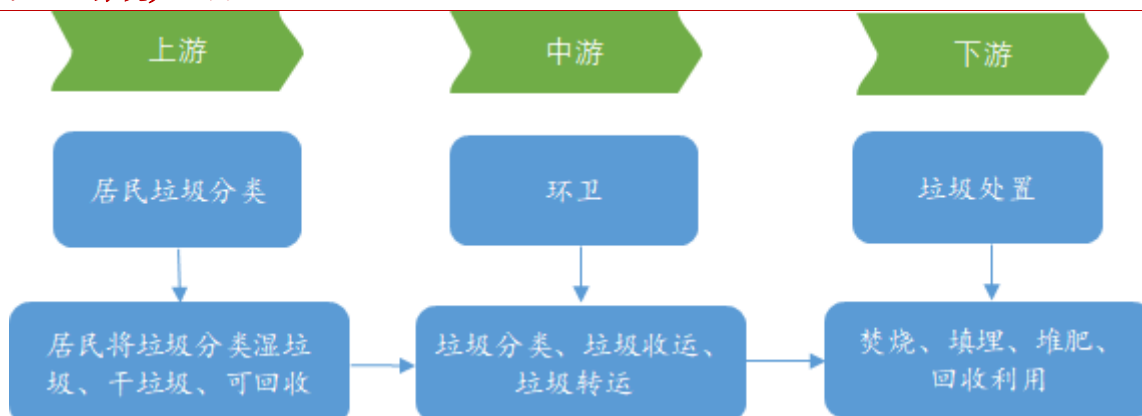 上游
中游
下游
居民垃圾分类
环卫
垃圾处置
居民将垃圾分类湿垃
圾、干垃圾、可回收
垃圾分类、垃圾收运、
垃圾转运
焚烧、填埋、堆肥、
回收利用